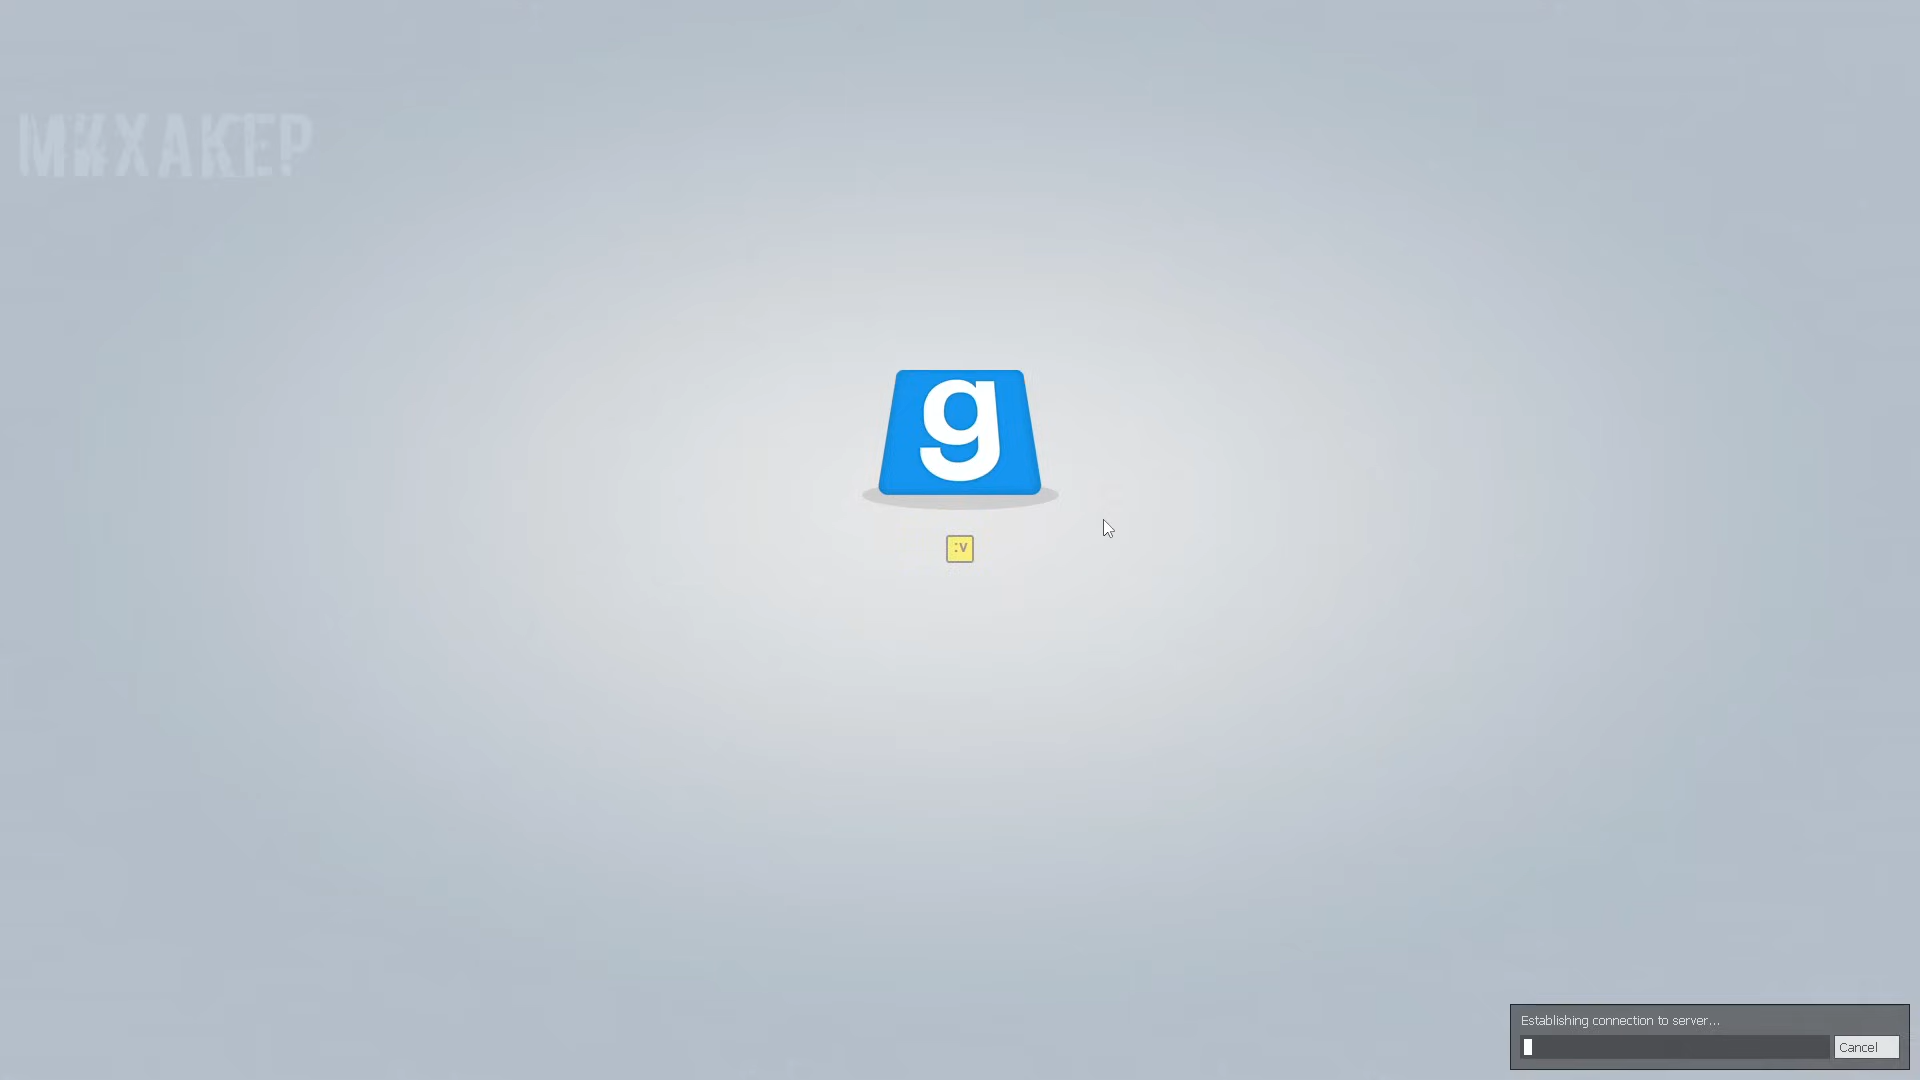 МИХАКЕР
g
:v
Establishing connection to server...
Cancel